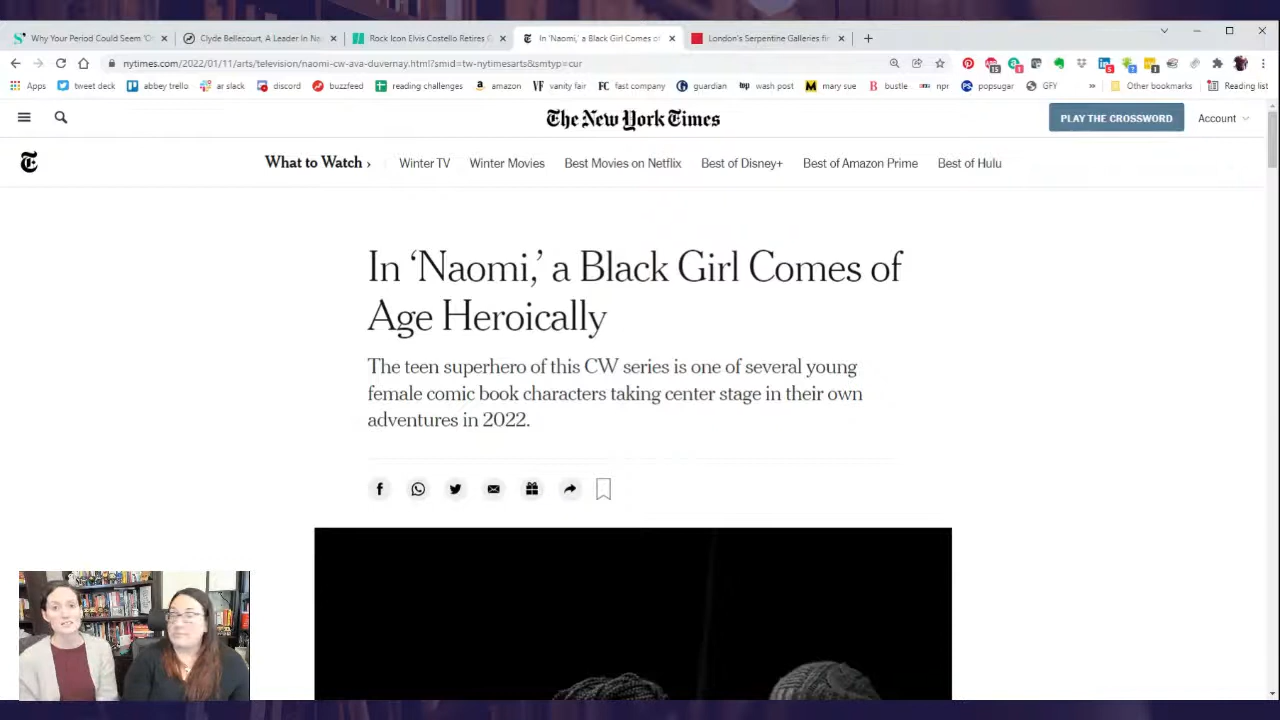 Why Your Period Could Seem 'O
Clyde Bellecourt, A Leader In Na
Rock Icon Elvis Costello Retires O
In 'Naomi,' a Black Girl Comes of
London's Serpentine Galleries fir
nytimes.com/2022/01/11/arts/television/naomi-cw-ava-duvernay.html?smid=tw-nytimesarts&smtyp=cur
Apps tweet deck abbey trello ar slack discord buzzfeed reading challenges amazon VF vanity fair FC fast company guardian wash post M mary sue B bustle npr npr popsugar GFY » Other bookmarks Reading list
The New York Times
PLAY THE CROSSWORD
Account
What to Watch › Winter TV Winter Movies Best Movies on Netflix Best of Disney+ Best of Amazon Prime Best of Hulu
In ‘Naomi,’ a Black Girl Comes of
Age Heroically
The teen superhero of this CW series is one of several young
female comic book characters taking center stage in their own
adventures in 2022.